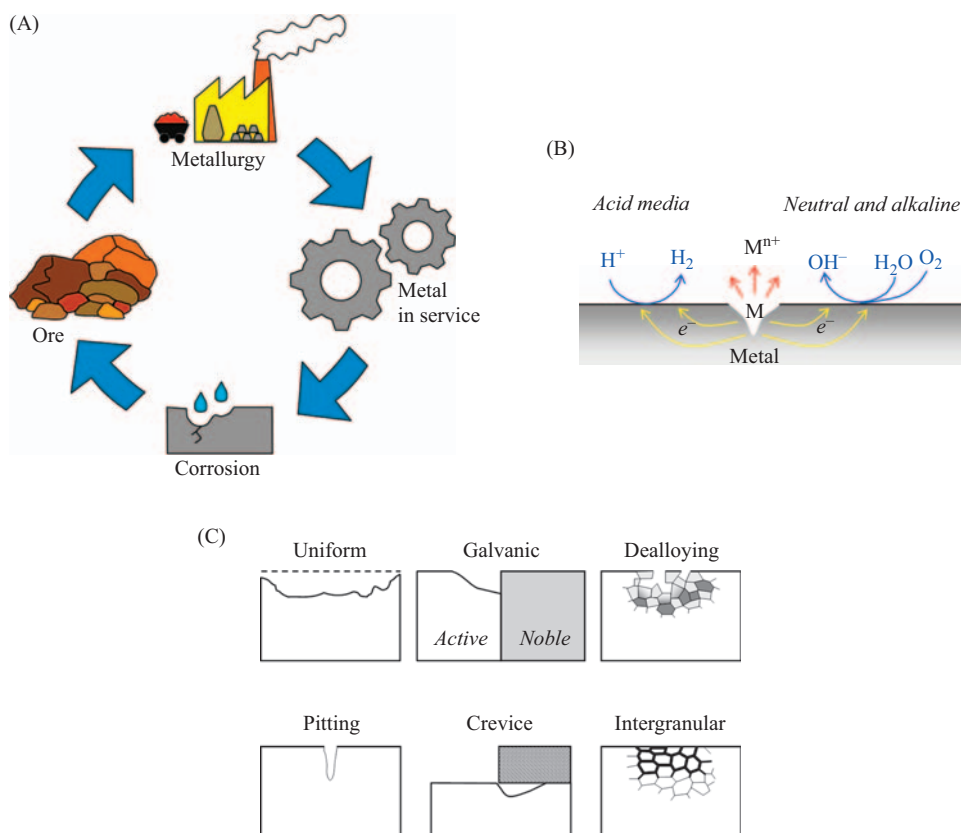 (A)
Metallurgy
Metal
in service
Ore
Corrosion
(B)
Acid media
Neutral and alkaline
H⁺
H₂
Mⁿ⁺
OH⁻
H₂O
O₂
M
e⁻
e⁻
Metal
(C)
Uniform
Galvanic
Dealloying
Active
Noble
Pitting
Crevice
Intergranular